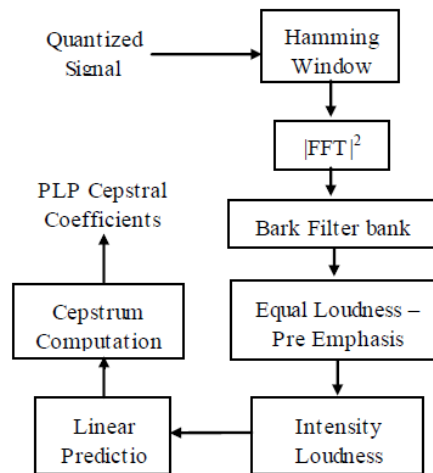 Quantized
Signal
Hamming
Window
|FFT|²
Bark Filter bank
Equal Loudness –
Pre Emphasis
Intensity
Loudness
Linear
Predictio
Cepstrum
Computation
PLP Cepstral
Coefficients